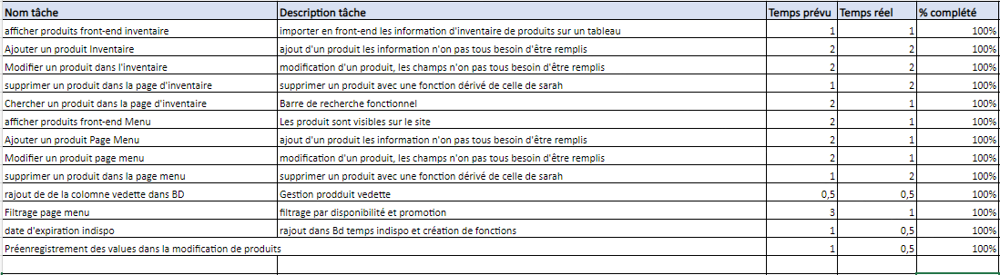 Nom tâche Description tâche Temps prévu Temps réel % complété
afficher produits front-end inventaire importer en front-end les information d'inventaire de produits sur un tableau 1 1 100%
Ajouter un produit Inventaire ajout d'un produit les information n'on pas tous besoin d'être remplis 2 2 100%
Modifier un produit dans l'inventaire modification d'un produit, les champs n'on pas tous besoin d'être remplis 2 2 100%
supprimer un produit dans la page d'inventaire supprimer un produit avec une fonction dérivé de celle de sarah 1 2 100%
Chercher un produit dans la page d'inventaire Barre de recherche fonctionnel 2 1 100%
afficher produits front-end Menu Les produit sont visibles sur le site 2 1 100%
Ajouter un produit Page Menu ajout d'un produit les information n'on pas tous besoin d'être remplis 2 1 100%
Modifier un produit page menu modification d'un produit, les champs n'on pas tous besoin d'être remplis 2 1 100%
supprimer un produit dans la page menu supprimer un produit avec une fonction dérivé de celle de sarah 1 2 100%
rajout de de la colomne vedette dans BD Gestion prodduit vedette 0,5 0,5 100%
Filtrage page menu filtrage par disponibilité et promotion 3 1 100%
date d'expiration indispo rajout dans Bd temps indispo et création de fonctions 1 0,5 100%
Préenregistrement des values dans la modification de produits 1 0,5 100%